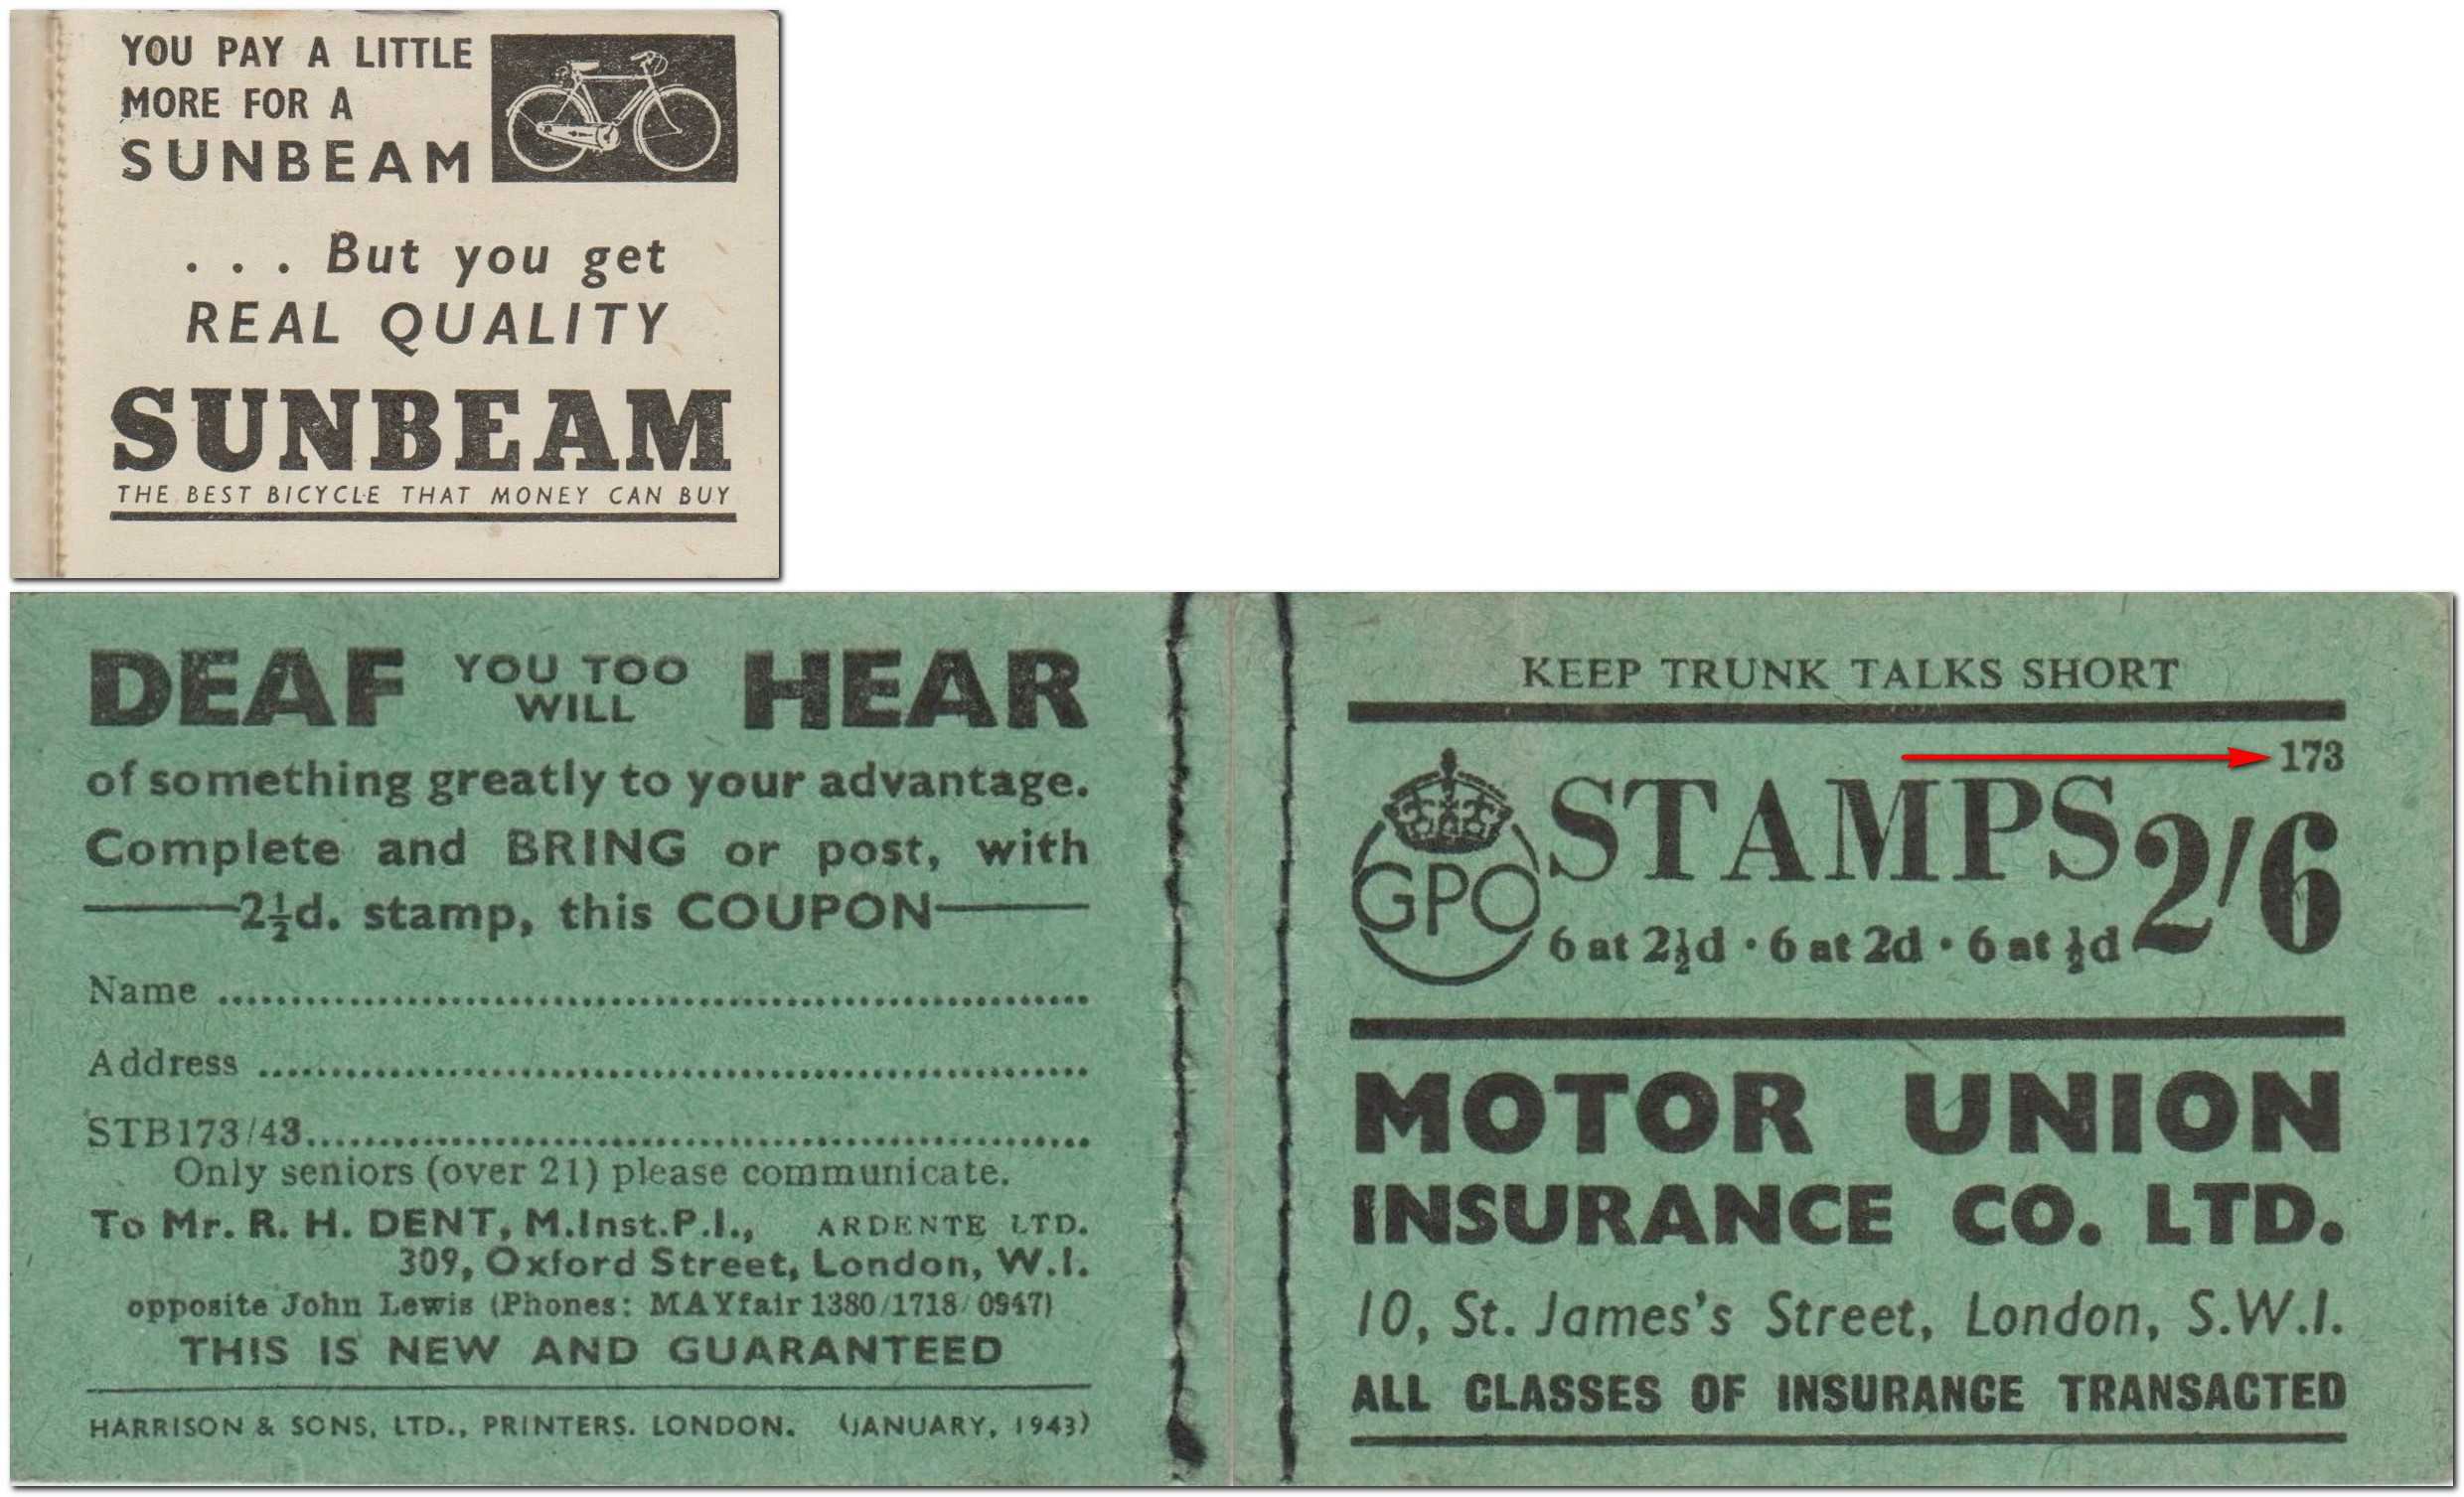 YOU PAY A LITTLE
MORE FOR A
SUNBEAM
. . . But you get
REAL QUALITY
SUNBEAM
THE BEST BICYCLE THAT MONEY CAN BUY
DEAF YOU TOO WILL HEAR
of something greatly to your advantage.
Complete and BRING or post, with
2½d. stamp, this COUPON
Name
Address
STB173/43
Only seniors (over 21) please communicate.
To Mr. R. H. DENT, M.Inst.P.I., ARDENTE LTD.
309, Oxford Street, London, W.I.
opposite John Lewis (Phones: MAYfair 1380/1718/0947)
THIS IS NEW AND GUARANTEED
HARRISON & SONS, LTD., PRINTERS. LONDON. (JANUARY, 1943)
KEEP TRUNK TALKS SHORT
173
GPO STAMPS 2/6
6 at 2½d · 6 at 2d · 6 at ½d
MOTOR UNION
INSURANCE CO. LTD.
10, St. James's Street, London, S.W.I.
ALL CLASSES OF INSURANCE TRANSACTED